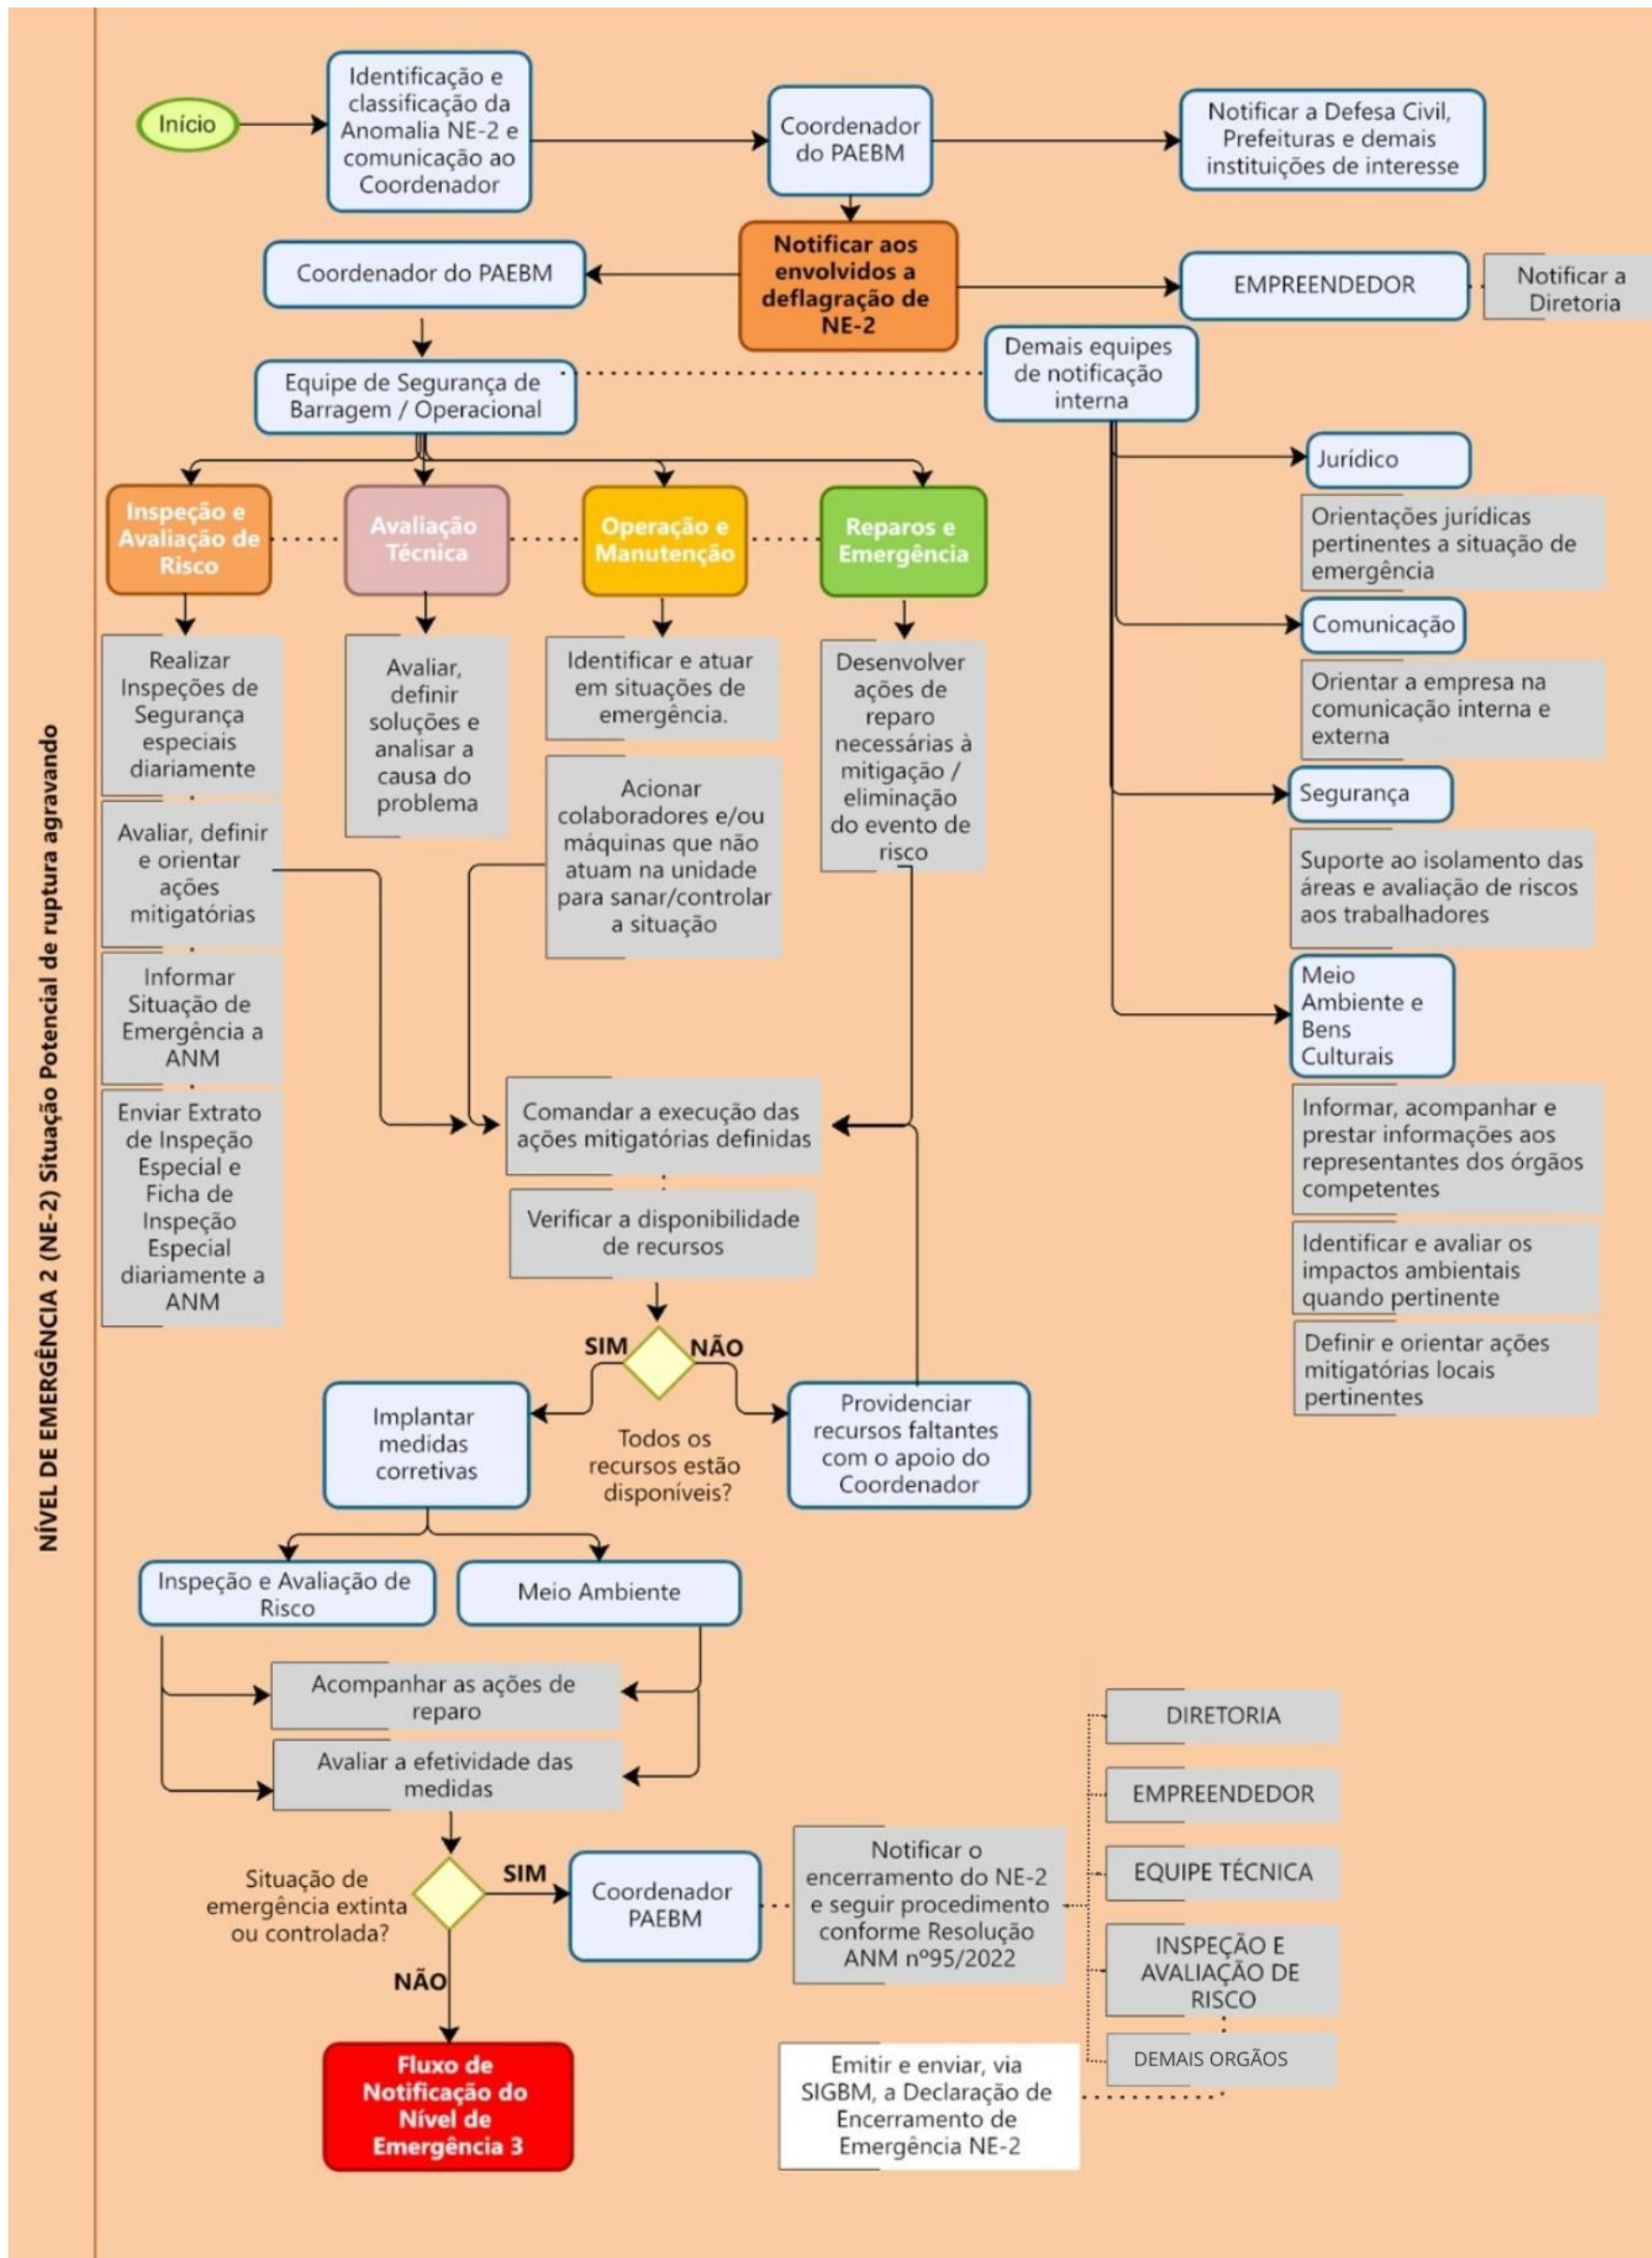 NÍVEL DE EMERGÊNCIA 2 (NE-2) Situação Potencial de ruptura agravando
Início
Identificação e
classificação da
Anomalia NE-2 e
comunicação ao
Coordenador
Coordenador
do PAEBM
Notificar a Defesa Civil,
Prefeituras e demais
instituições de interesse
Notificar aos
envolvidos a
deflagração de
NE-2
Coordenador do PAEBM
EMPREENDEDOR
Notificar a
Diretoria
Equipe de Segurança de
Barragem / Operacional
Demais equipes
de notificação
interna
Inspeção e
Avaliação de
Risco
Avaliação
Técnica
Operação e
Manutenção
Reparos e
Emergência
Jurídico
Orientações jurídicas
pertinentes a situação de
emergência
Comunicação
Orientar a empresa na
comunicação interna e
externa
Segurança
Suporte ao isolamento das
áreas e avaliação de riscos
aos trabalhadores
Meio
Ambiente e
Bens
Culturais
Informar, acompanhar e
prestar informações aos
representantes dos órgãos
competentes
Identificar e avaliar os
impactos ambientais
quando pertinente
Definir e orientar ações
mitigatórias locais
pertinentes
Realizar
Inspeções de
Segurança
especiais
diariamente
Avaliar, definir
e orientar
ações
mitigatórias
Informar
Situação de
Emergência a
ANM
Enviar Extrato
de Inspeção
Especial e
Ficha de
Inspeção
Especial
diariamente a
ANM
Avaliar,
definir
soluções e
analisar a
causa do
problema
Identificar e atuar
em situações de
emergência.
Acionar
colaboradores e/ou
máquinas que não
atuam na unidade
para sanar/controlar
a situação
Desenvolver
ações de
reparo
necessárias à
mitigação /
eliminação
do evento de
risco
Comandar a execução das
ações mitigatórias definidas
Verificar a disponibilidade
de recursos
SIM
NÃO
Todos os
recursos estão
disponíveis?
Implantar
medidas
corretivas
Providenciar
recursos faltantes
com o apoio do
Coordenador
Inspeção e Avaliação de
Risco
Meio Ambiente
Acompanhar as ações de
reparo
Avaliar a efetividade das
medidas
Situação de
emergência extinta
ou controlada?
SIM
NÃO
Coordenador
PAEBM
Notificar o
encerramento do NE-2
e seguir procedimento
conforme Resolução
ANM nº95/2022
DIRETORIA
EMPREENDEDOR
EQUIPE TÉCNICA
INSPEÇÃO E
AVALIAÇÃO DE
RISCO
DEMAIS ORGÃOS
Fluxo de
Notificação do
Nível de
Emergência 3
Emitir e enviar, via
SIGBM, a Declaração de
Encerramento de
Emergência NE-2